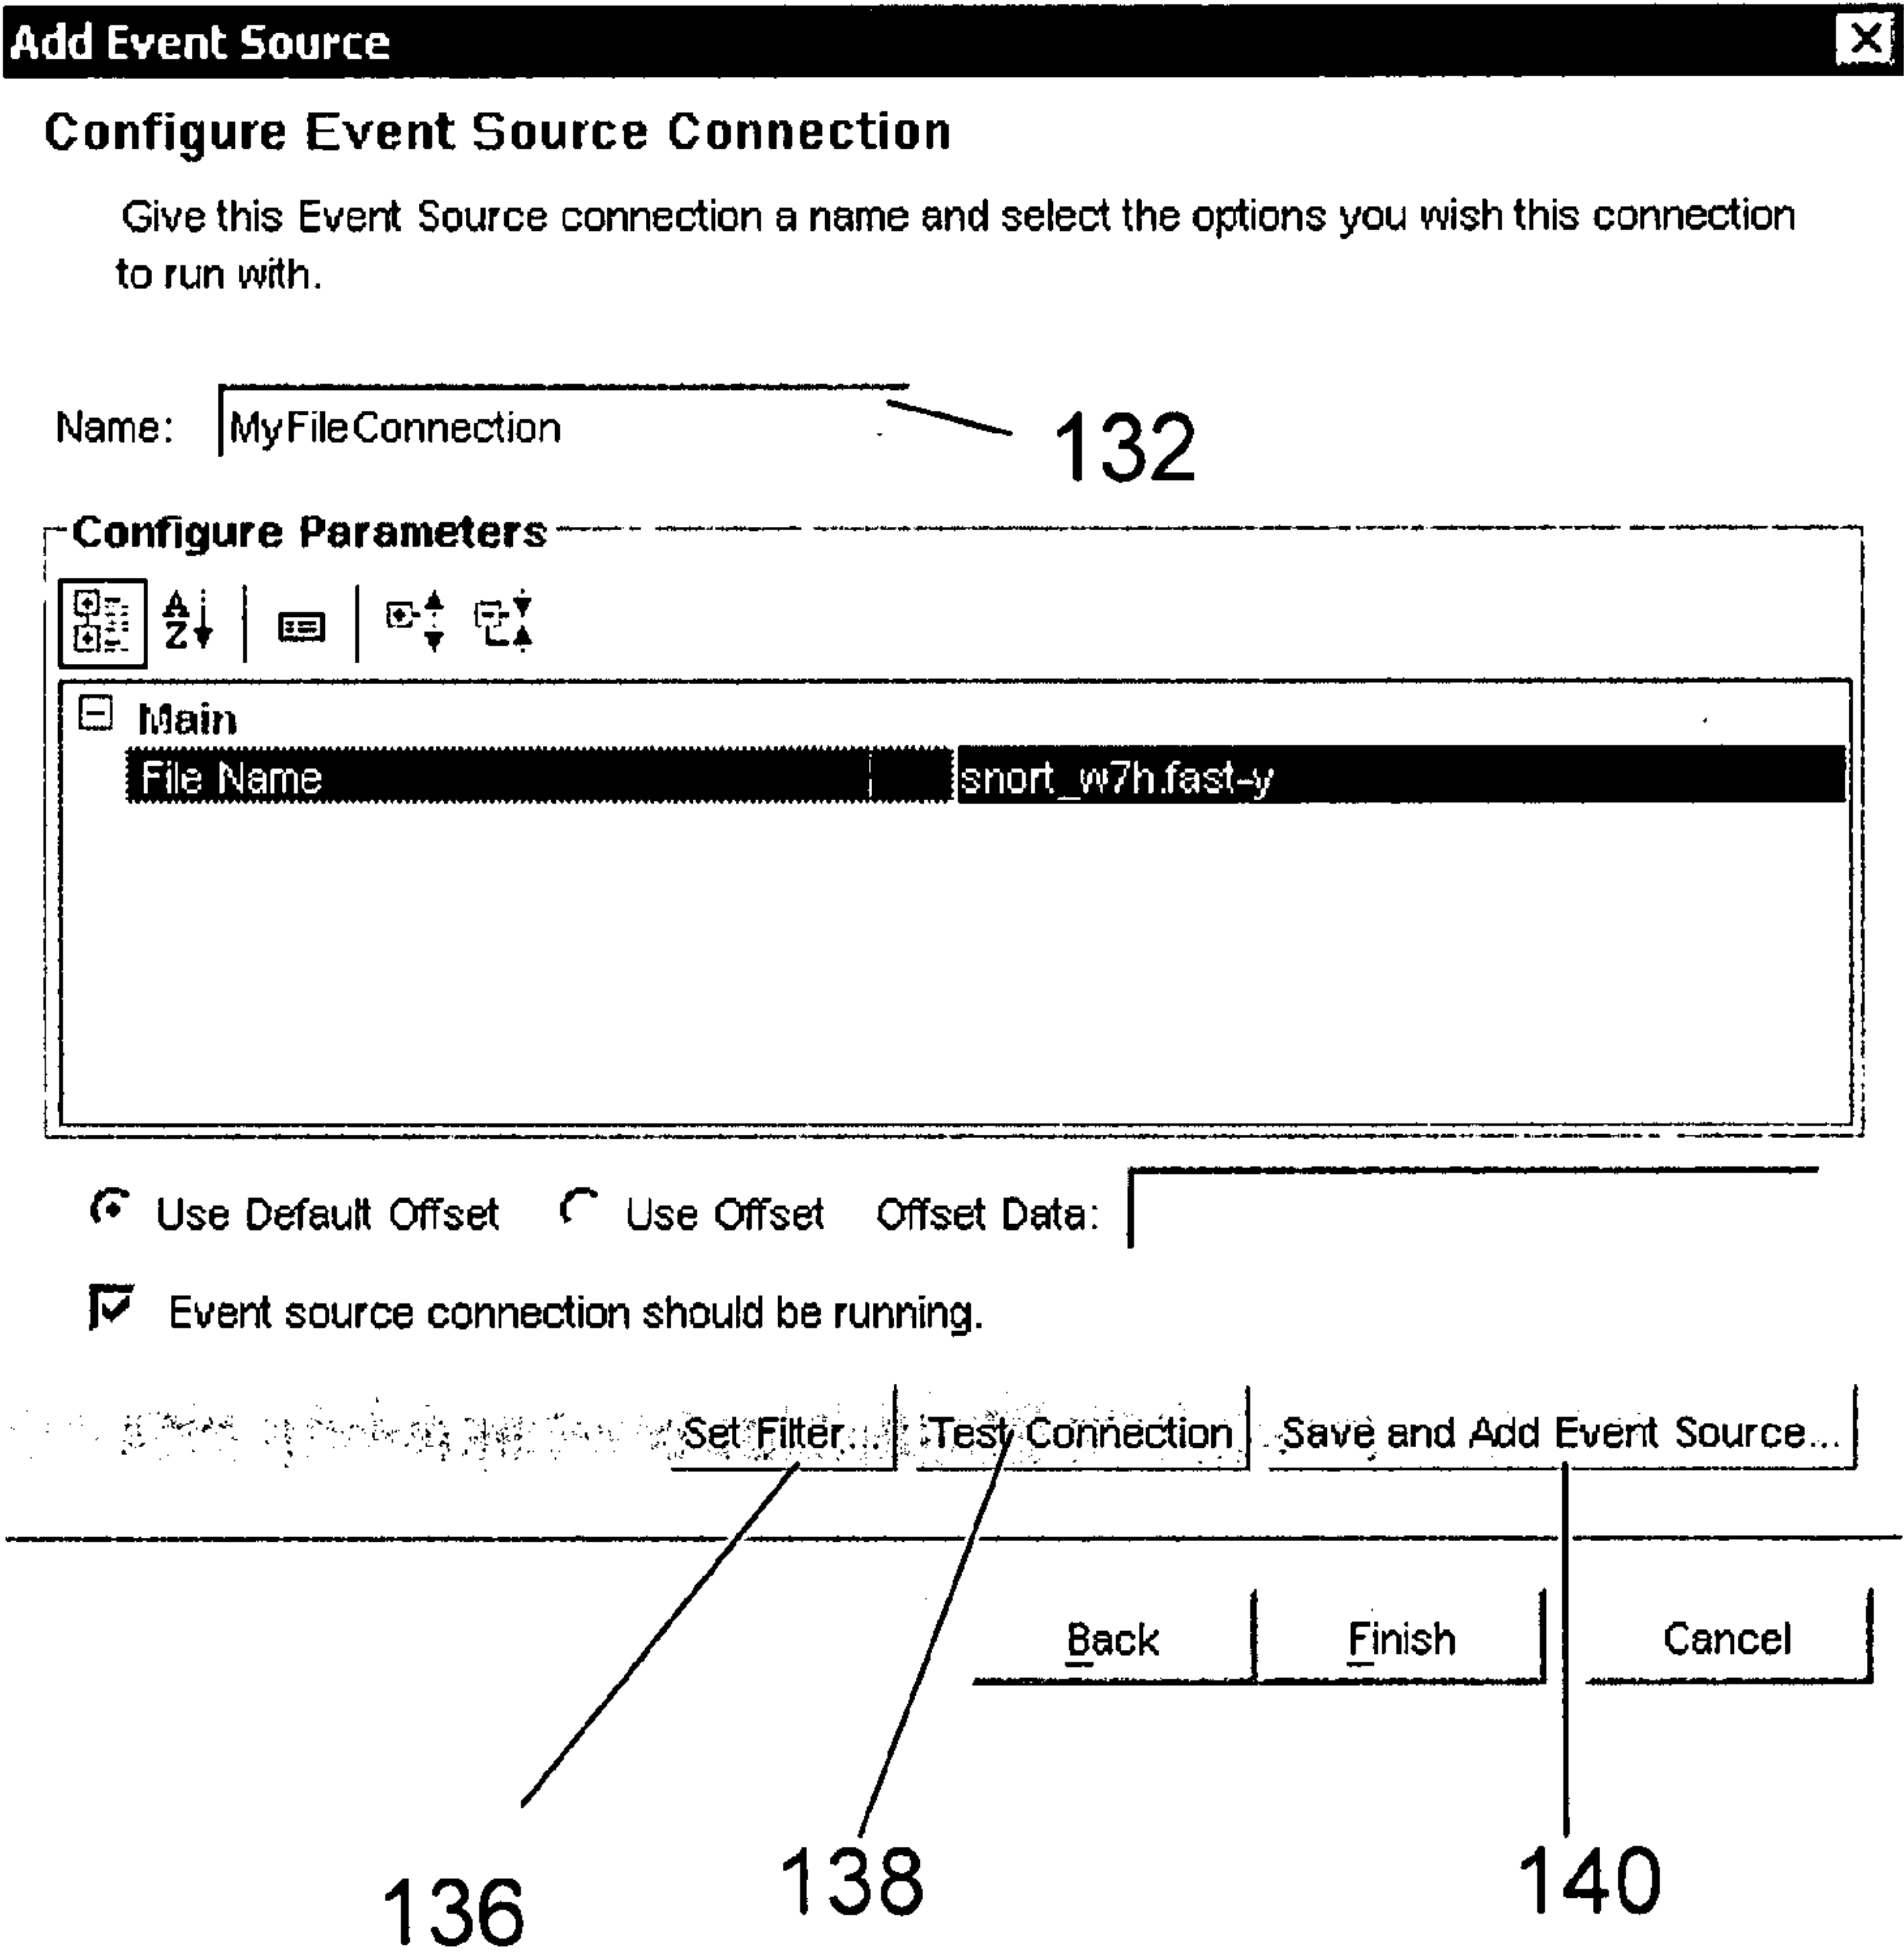 Add Event Source
Configure Event Source Connection
Give this Event Source connection a name and select the options you wish this connection
to run with.
Name: MyFileConnection
132
Configure Parameters
Main
File Name snort_w7h.fast-y
Use Default Offset Use Offset Offset Data:
Event source connection should be running.
Set Filter... Test Connection Save and Add Event Source...
Back Finish Cancel
136 138 140